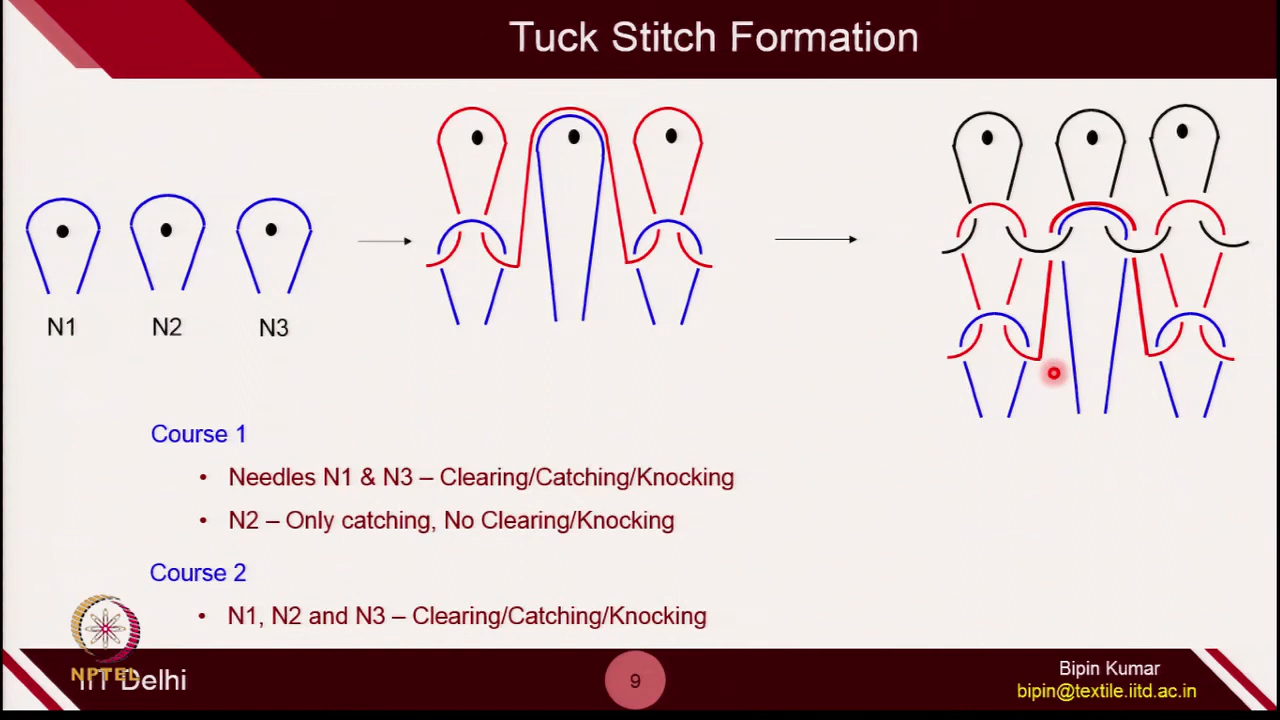 Tuck Stitch Formation
N1 N2 N3
Course 1
• Needles N1 & N3 – Clearing/Catching/Knocking
• N2 – Only catching, No Clearing/Knocking
Course 2
• N1, N2 and N3 – Clearing/Catching/Knocking
NPTEL
IIT Delhi
9
Bipin Kumar
bipin@textile.iitd.ac.in